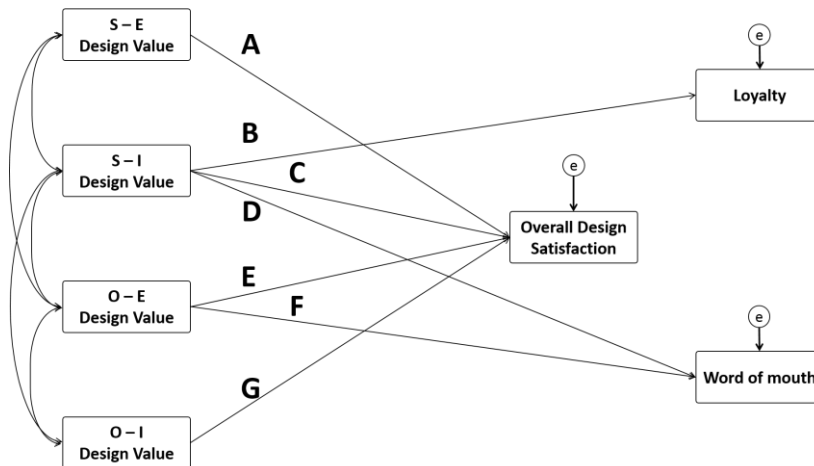 S – E
Design Value
A
e
Loyalty
S – I
Design Value
B
C
D
e
Overall Design
Satisfaction
O – E
Design Value
E
F
e
Word of mouth
O – I
Design Value
G